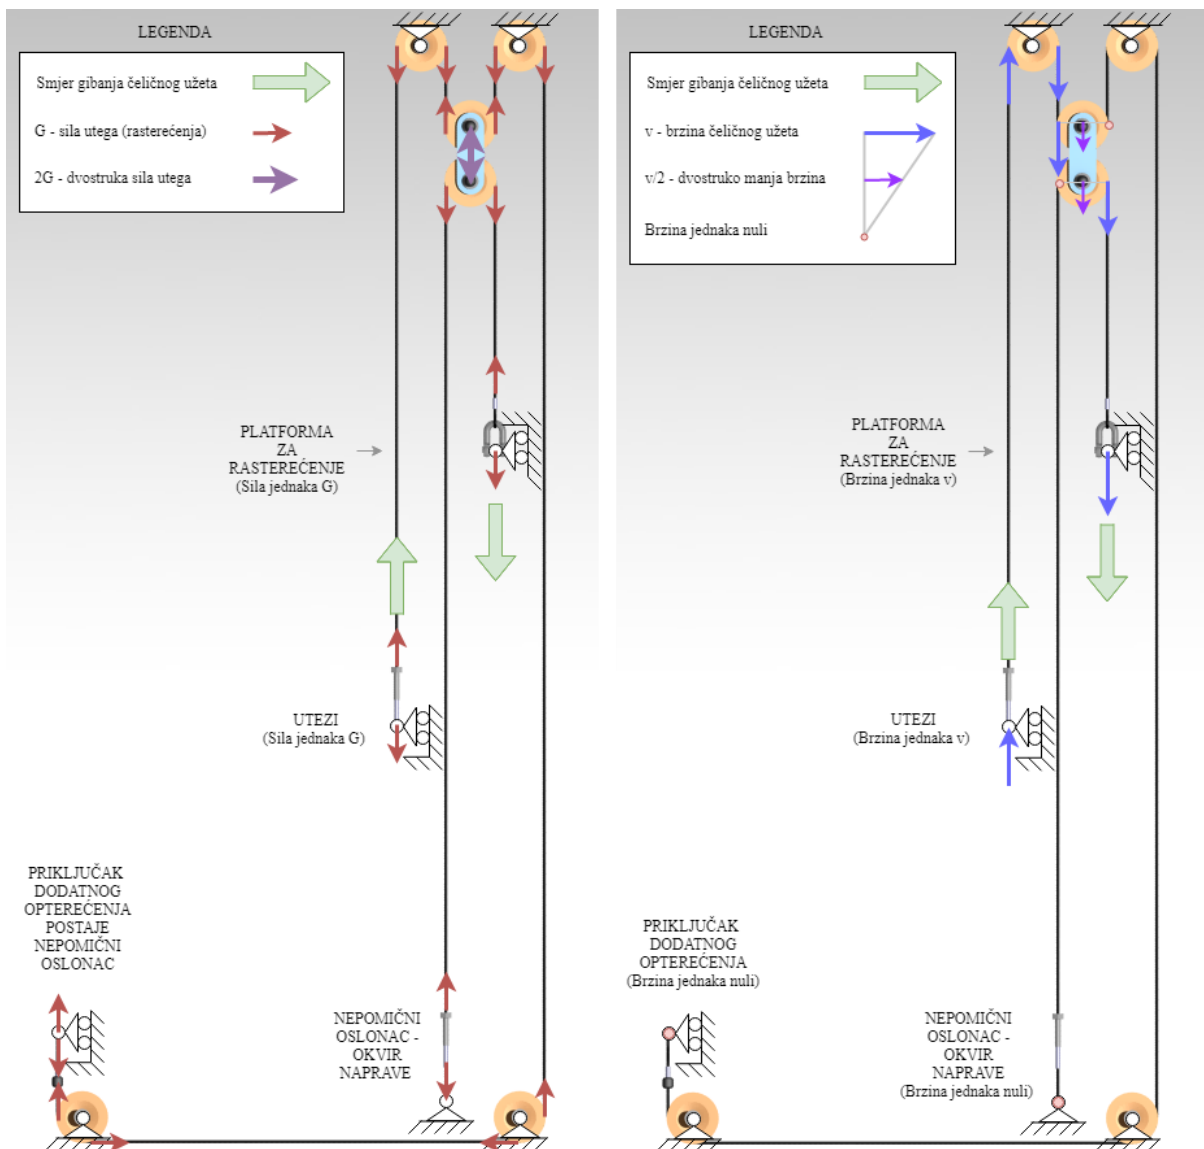 LEGENDA
Smjer gibanja čeličnog užeta
G - sila utega (rasterećenja)
2G - dvostruka sila utega
PLATFORMA
ZA
RASTEREĆENJE
(Sila jednaka G)
UTEZI
(Sila jednaka G)
PRIKLJUČAK
DODATNOG
OPTEREĆENJA
POSTAJE
NEPOMIČNI
OSLONAC
NEPOMIČNI
OSLONAC -
OKVIR
NAPRAVE
LEGENDA
Smjer gibanja čeličnog užeta
v - brzina čeličnog užeta
v/2 - dvostruko manja brzina
Brzina jednaka nuli
PLATFORMA
ZA
RASTEREĆENJE
(Brzina jednaka v)
UTEZI
(Brzina jednaka v)
PRIKLJUČAK
DODATNOG
OPTEREĆENJA
(Brzina jednaka nuli)
NEPOMIČNI
OSLONAC -
OKVIR
NAPRAVE
(Brzina jednaka nuli)